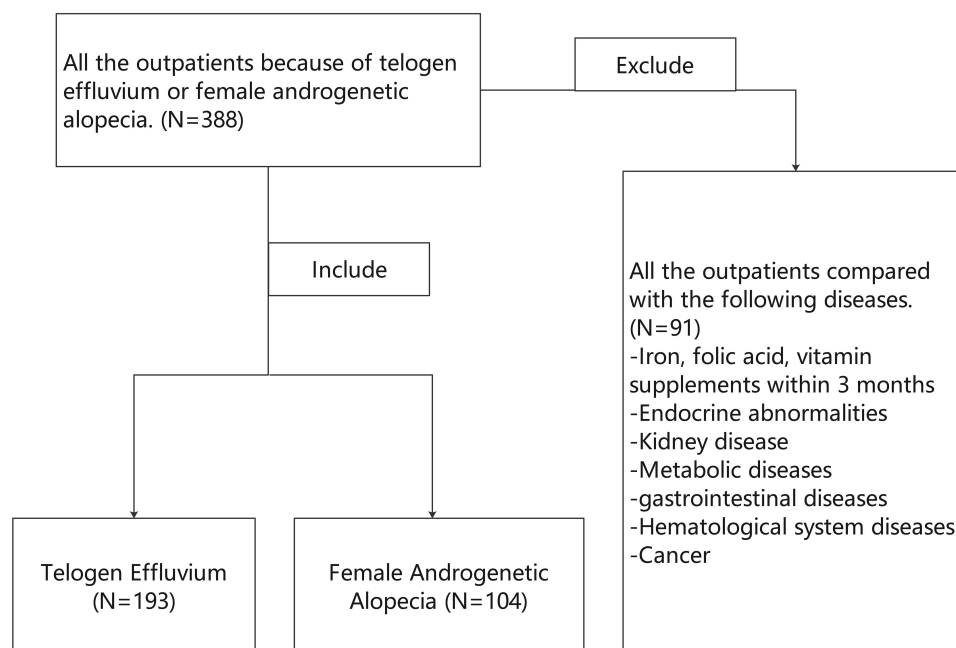 All the outpatients because of telogen
effluvium or female androgenetic
alopecia. (N=388)
Exclude
Include
All the outpatients compared
with the following diseases.
(N=91)
-Iron, folic acid, vitamin
supplements within 3 months
-Endocrine abnormalities
-Kidney disease
-Metabolic diseases
-gastrointestinal diseases
-Hematological system diseases
-Cancer
Telogen Effluvium
(N=193)
Female Androgenetic
Alopecia (N=104)